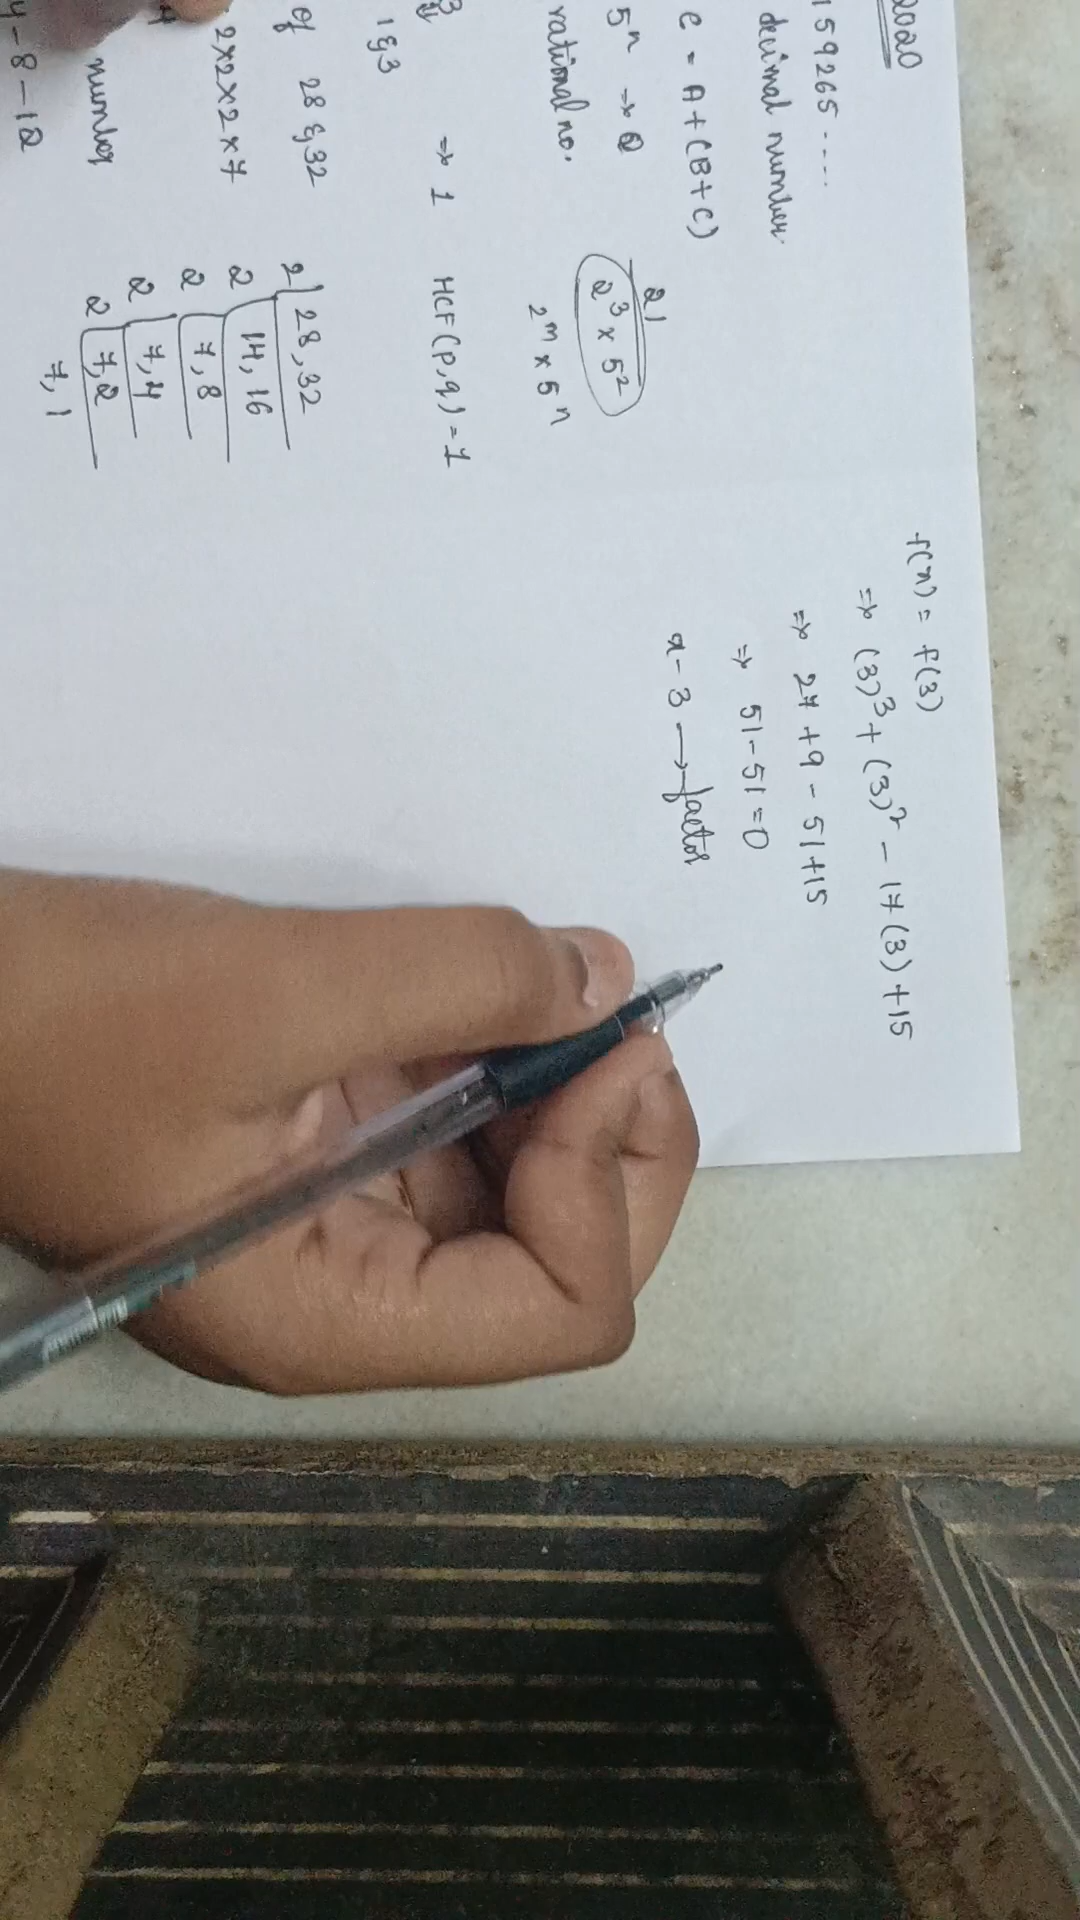 2020
159265....
decimal number.
= A + (B + C)
5ⁿ → Q
rational no.
1 & 3
of 28 & 32
2×2×2×7
number
4 - 8 - 12
21
2³ × 5²
2ᵐ × 5ⁿ
⇒ 1 HCF(p,q) = 1
2 | 28, 32
2 | 14, 16
2 | 7, 8
2 | 7, 4
2 | 7, 2
7, 1
f(x) = f(3)
⇒ (3)³ + (3)² - 17(3) + 15
⇒ 27 + 9 - 51 + 15
⇒ 51 - 51 = 0
x - 3 → factor